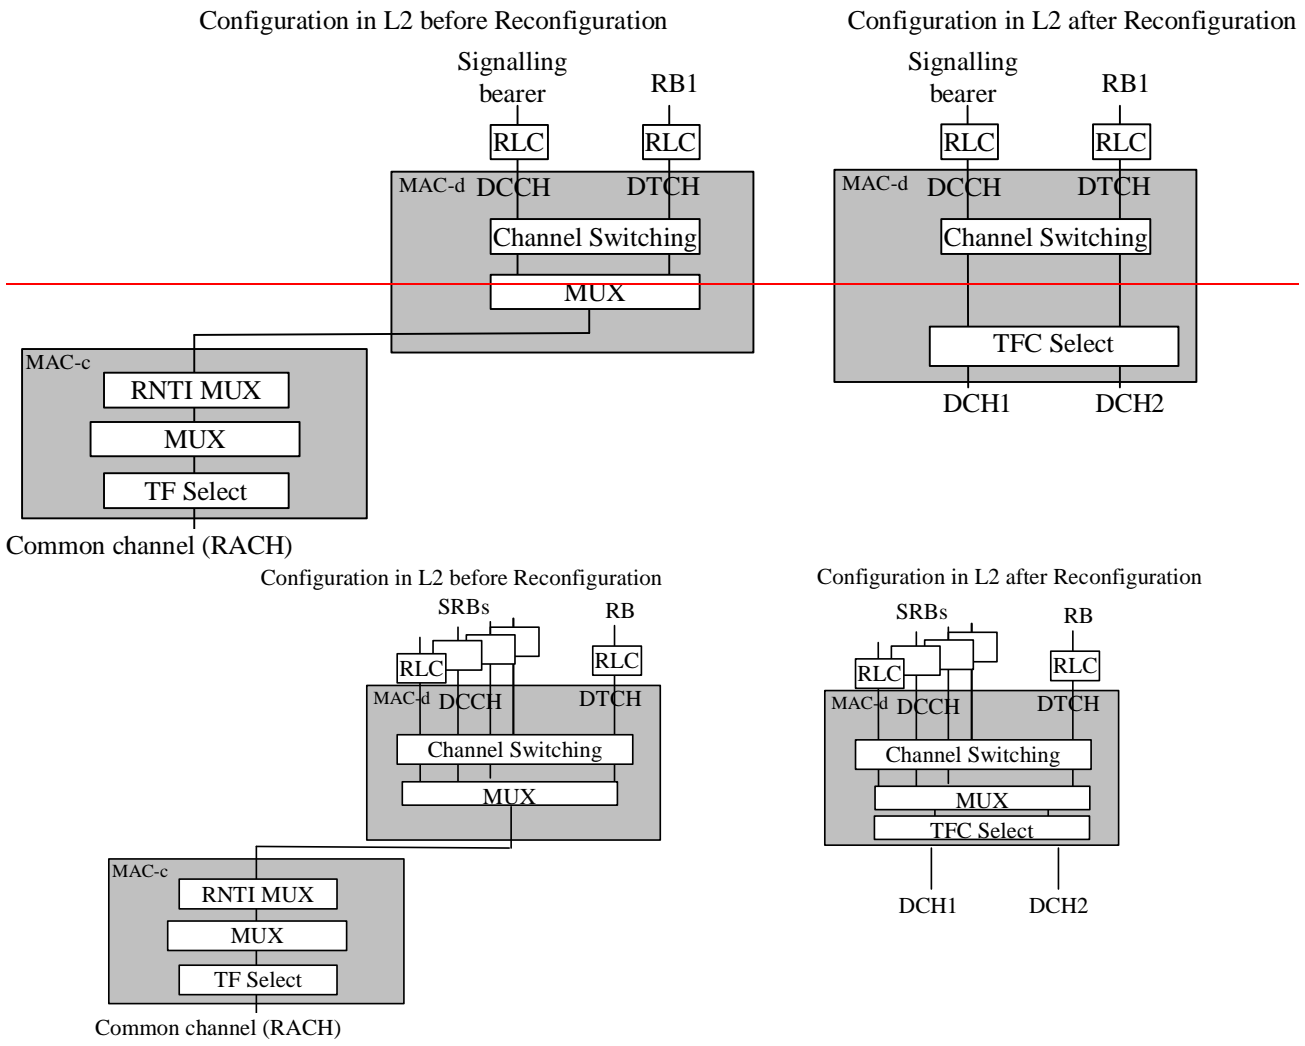 Configuration in L2 before Reconfiguration
Configuration in L2 after Reconfiguration
Signalling
bearer
RB1
RLC
RLC
MAC-d
DCCH
DTCH
Channel Switching
MUX
MAC-c
RNTI MUX
MUX
TF Select
Common channel (RACH)
Signalling
bearer
RB1
RLC
RLC
MAC-d
DCCH
DTCH
Channel Switching
TFC Select
DCH1
DCH2
Configuration in L2 before Reconfiguration
SRBs
RB
RLC
RLC
MAC-d
DCCH
DTCH
Channel Switching
MUX
MAC-c
RNTI MUX
MUX
TF Select
Common channel (RACH)
Configuration in L2 after Reconfiguration
SRBs
RB
RLC
RLC
MAC-d
DCCH
DTCH
Channel Switching
MUX
TFC Select
DCH1
DCH2